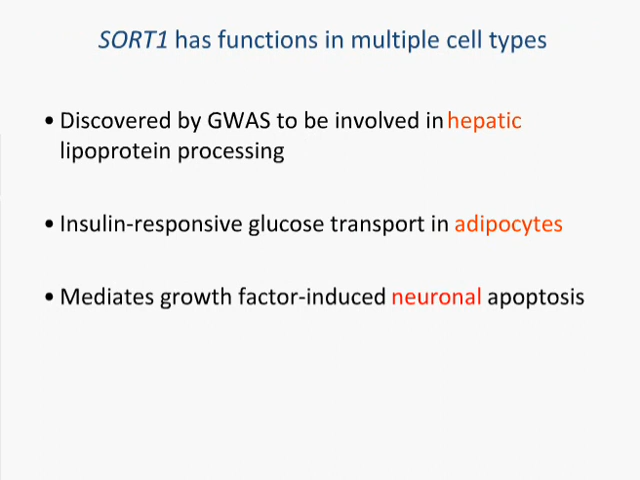 SORT1 has functions in multiple cell types
• Discovered by GWAS to be involved in hepatic
lipoprotein processing
• Insulin-responsive glucose transport in adipocytes
• Mediates growth factor-induced neuronal apoptosis